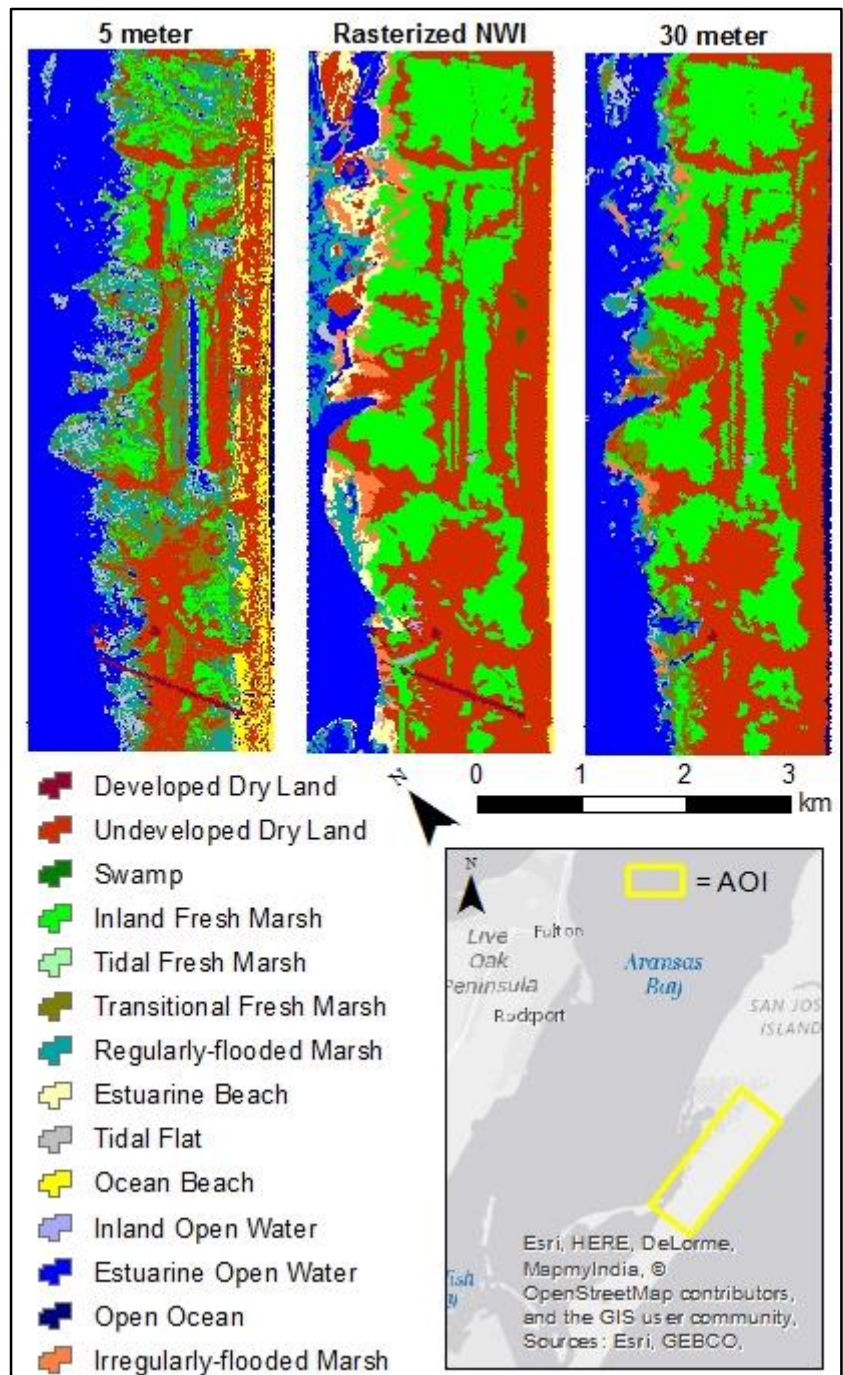 5 meter
Rasterized NWI
30 meter
N
0 1 2 3
km
Developed Dry Land
Undeveloped Dry Land
Swamp
Inland Fresh Marsh
Tidal Fresh Marsh
Transitional Fresh Marsh
Regularly-flooded Marsh
Estuarine Beach
Tidal Flat
Ocean Beach
Inland Open Water
Estuarine Open Water
Open Ocean
Irregularly-flooded Marsh
N
= AOI
Live
Oak
Peninsula
Fulton
Rockport
Aransas
Bay
SAN JOS
ISLAND
Esri, HERE, DeLorme,
MapmyIndia, ©
OpenStreetMap contributors,
and the GIS user community,
Sources: Esri, GEBCO,